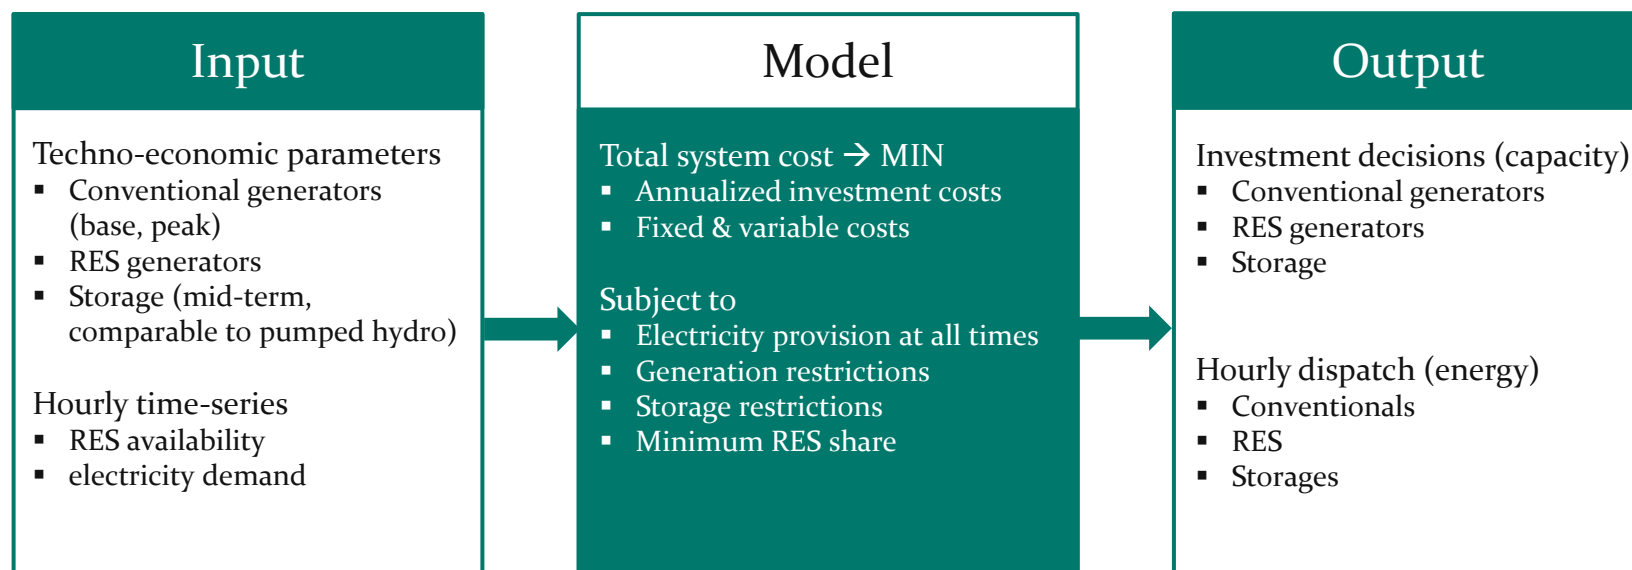 Input
Techno-economic parameters
▪ Conventional generators
(base, peak)
▪ RES generators
▪ Storage (mid-term,
comparable to pumped hydro)
Hourly time-series
▪ RES availability
▪ electricity demand
Model
Total system cost → MIN
▪ Annualized investment costs
▪ Fixed & variable costs
Subject to
▪ Electricity provision at all times
▪ Generation restrictions
▪ Storage restrictions
▪ Minimum RES share
Output
Investment decisions (capacity)
▪ Conventional generators
▪ RES generators
▪ Storage
Hourly dispatch (energy)
▪ Conventionals
▪ RES
▪ Storages